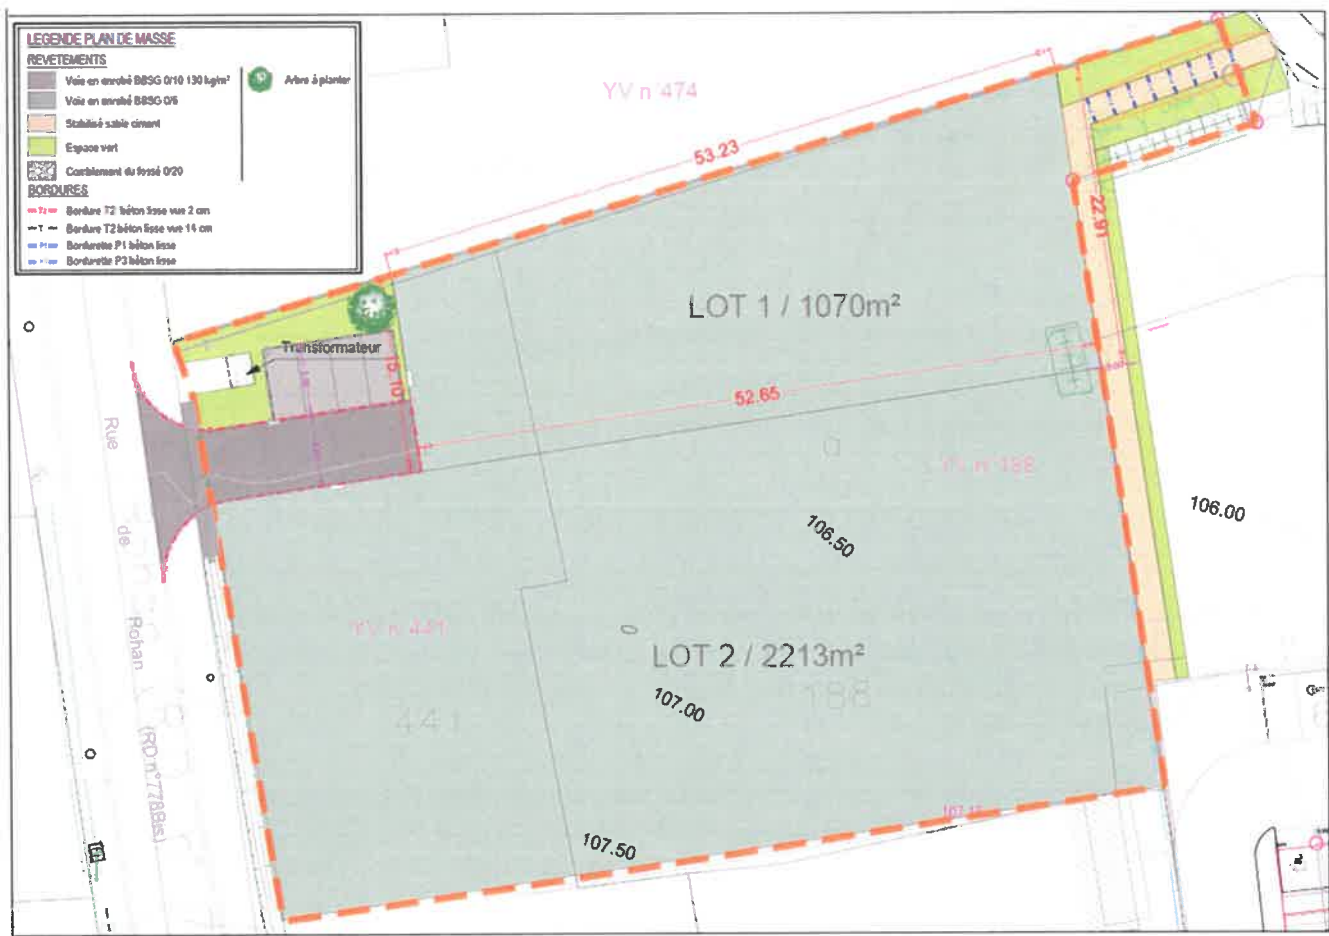 LEGENDE PLAN DE MASSE
REVETEMENTS
Voie en enrobé BBSG 0/10 130 kg/m²
Voie en enrobé BBSG 0/6
Stabilisé sable ciment
Espace vert
Comblement du fossé 0/20
Arbre à planter
BORDURES
Bordure T2 béton lisse vue 2 cm
Bordure T2 béton lisse vue 14 cm
Bordurette P1 béton lisse
Bordurette P3 béton lisse
YV n 474
53.23
22.91
LOT 1 / 1070m²
Transformateur
15.10
52.65
YV n 188
106.50
106.00
Rue
de
Rohan
(RD n°778Bis)
YV n 441
LOT 2 / 2213m²
441
188
107.00
107.50